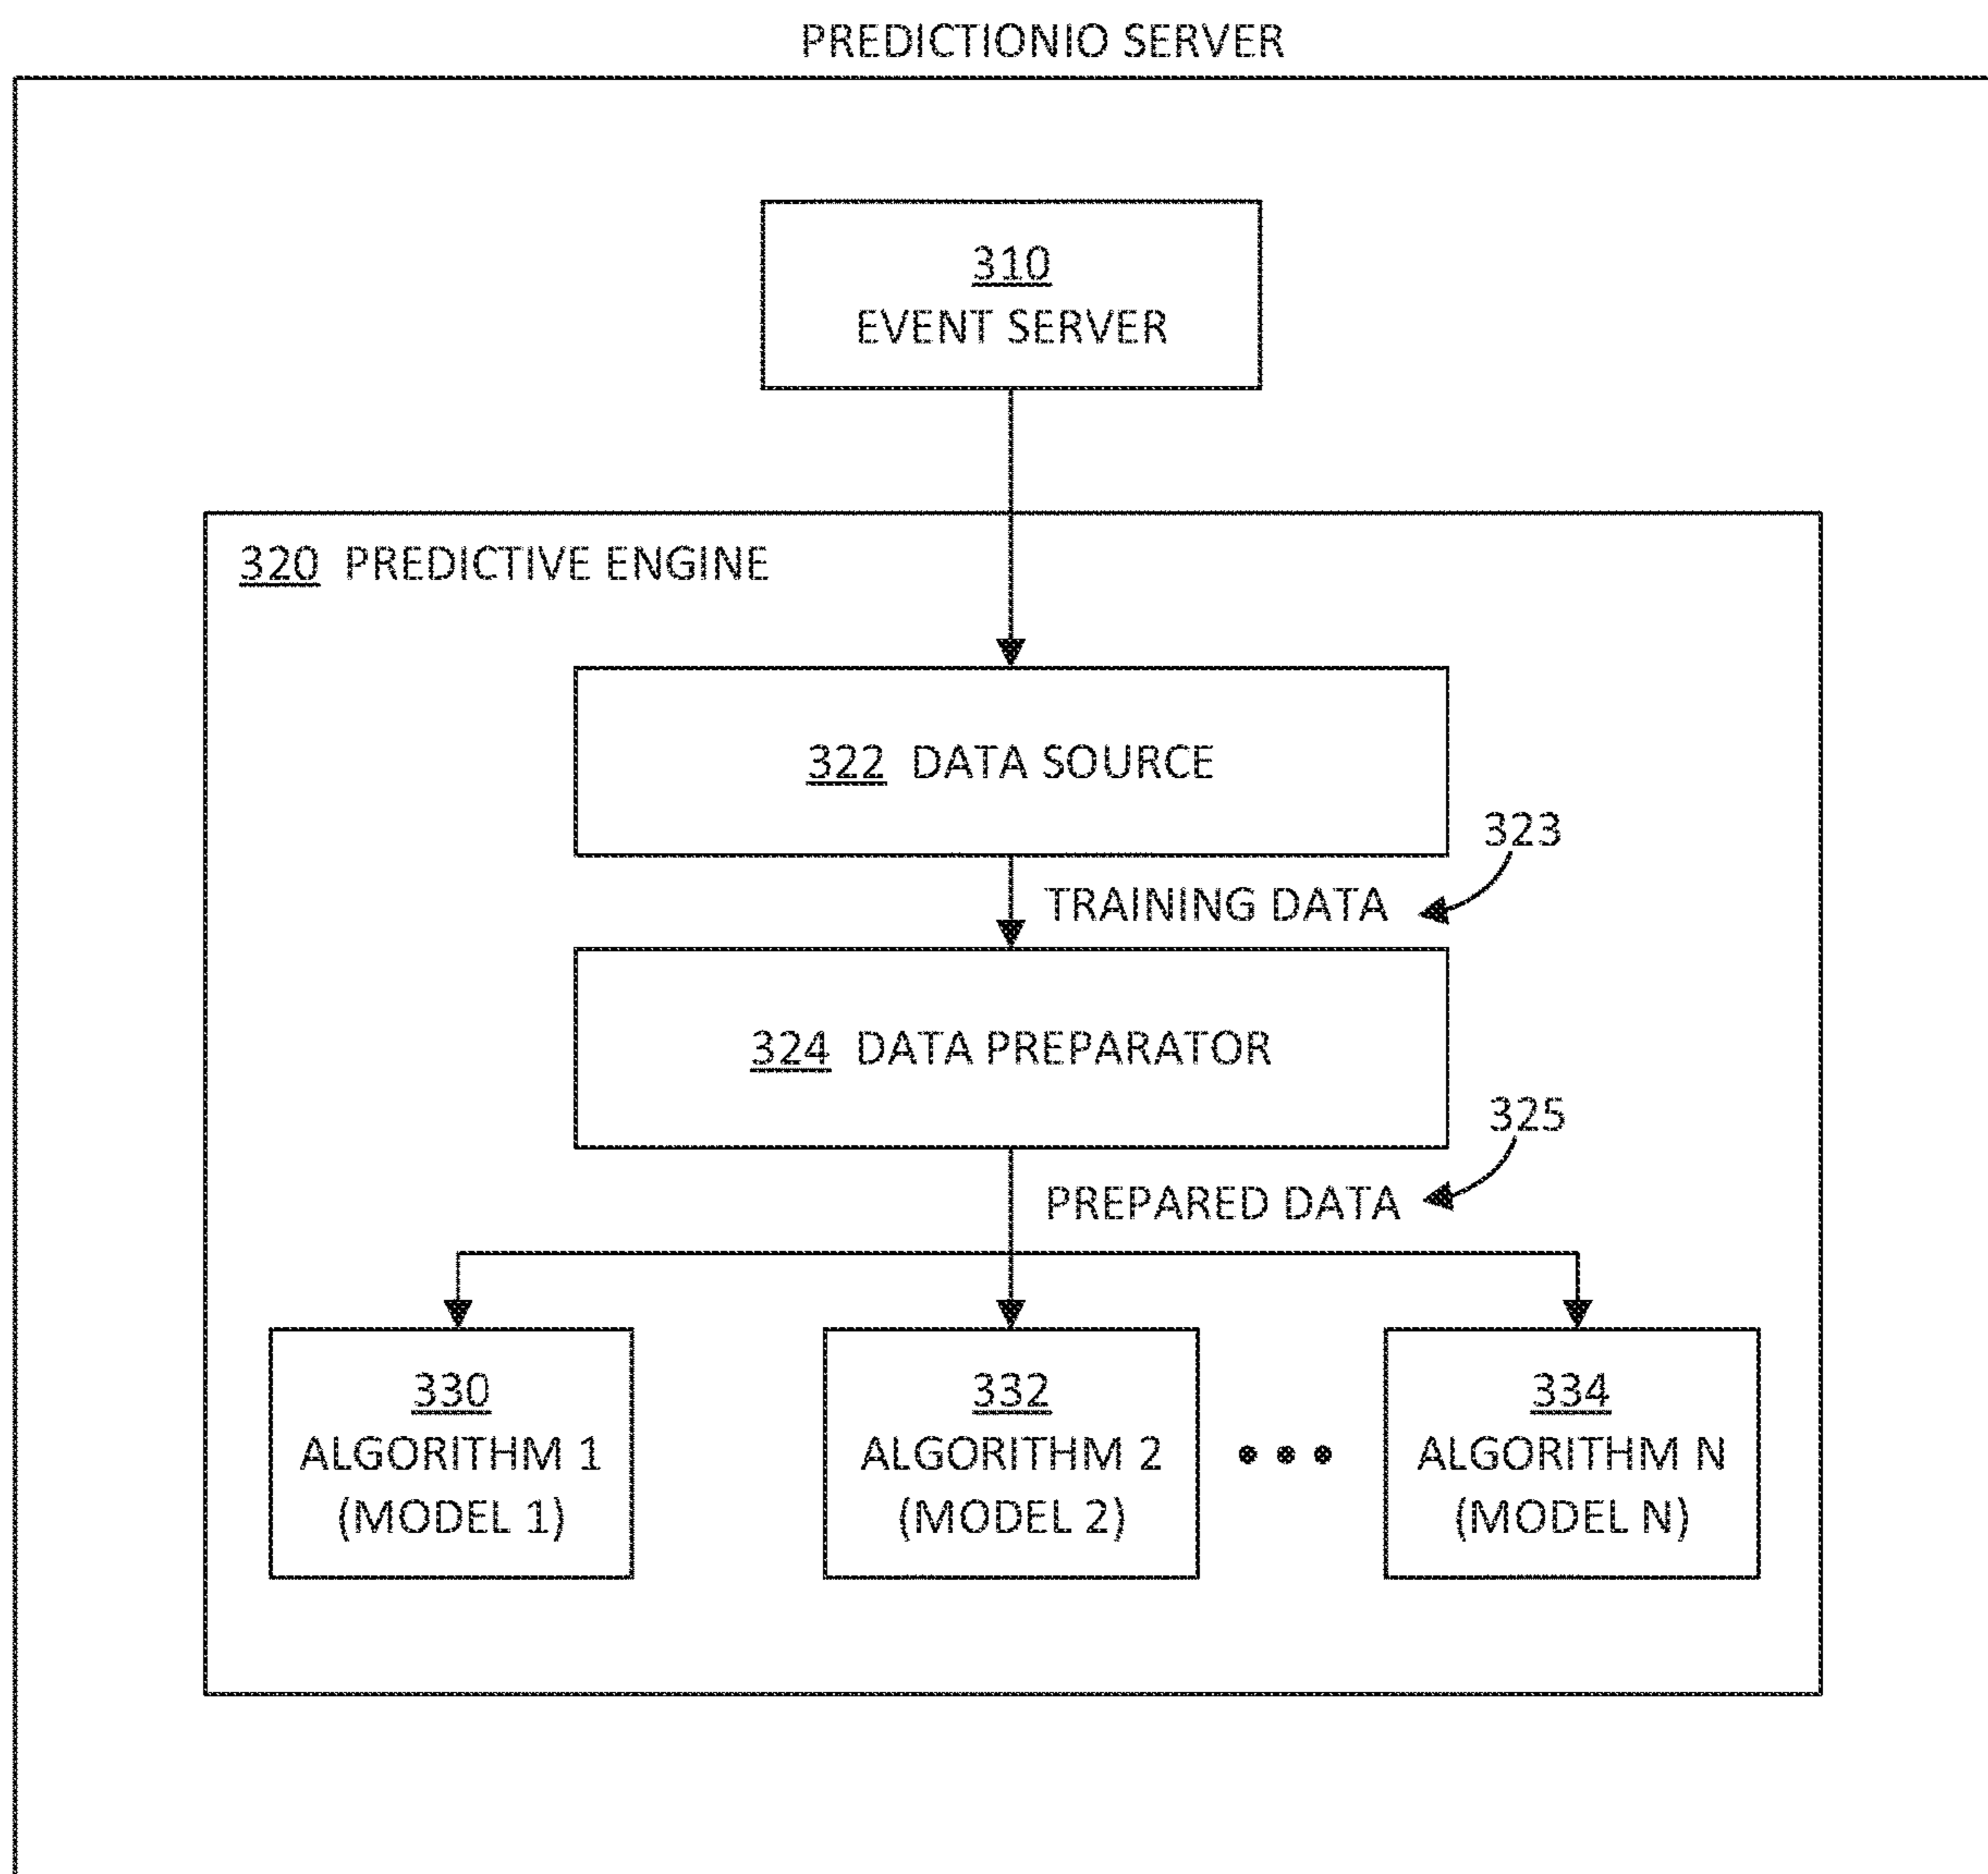 PREDICTIONIO SERVER
310
EVENT SERVER
320 PREDICTIVE ENGINE
322 DATA SOURCE
323
TRAINING DATA
324 DATA PREPARATOR
325
PREPARED DATA
330
ALGORITHM 1
(MODEL 1)
332
ALGORITHM 2
(MODEL 2)
334
ALGORITHM N
(MODEL N)